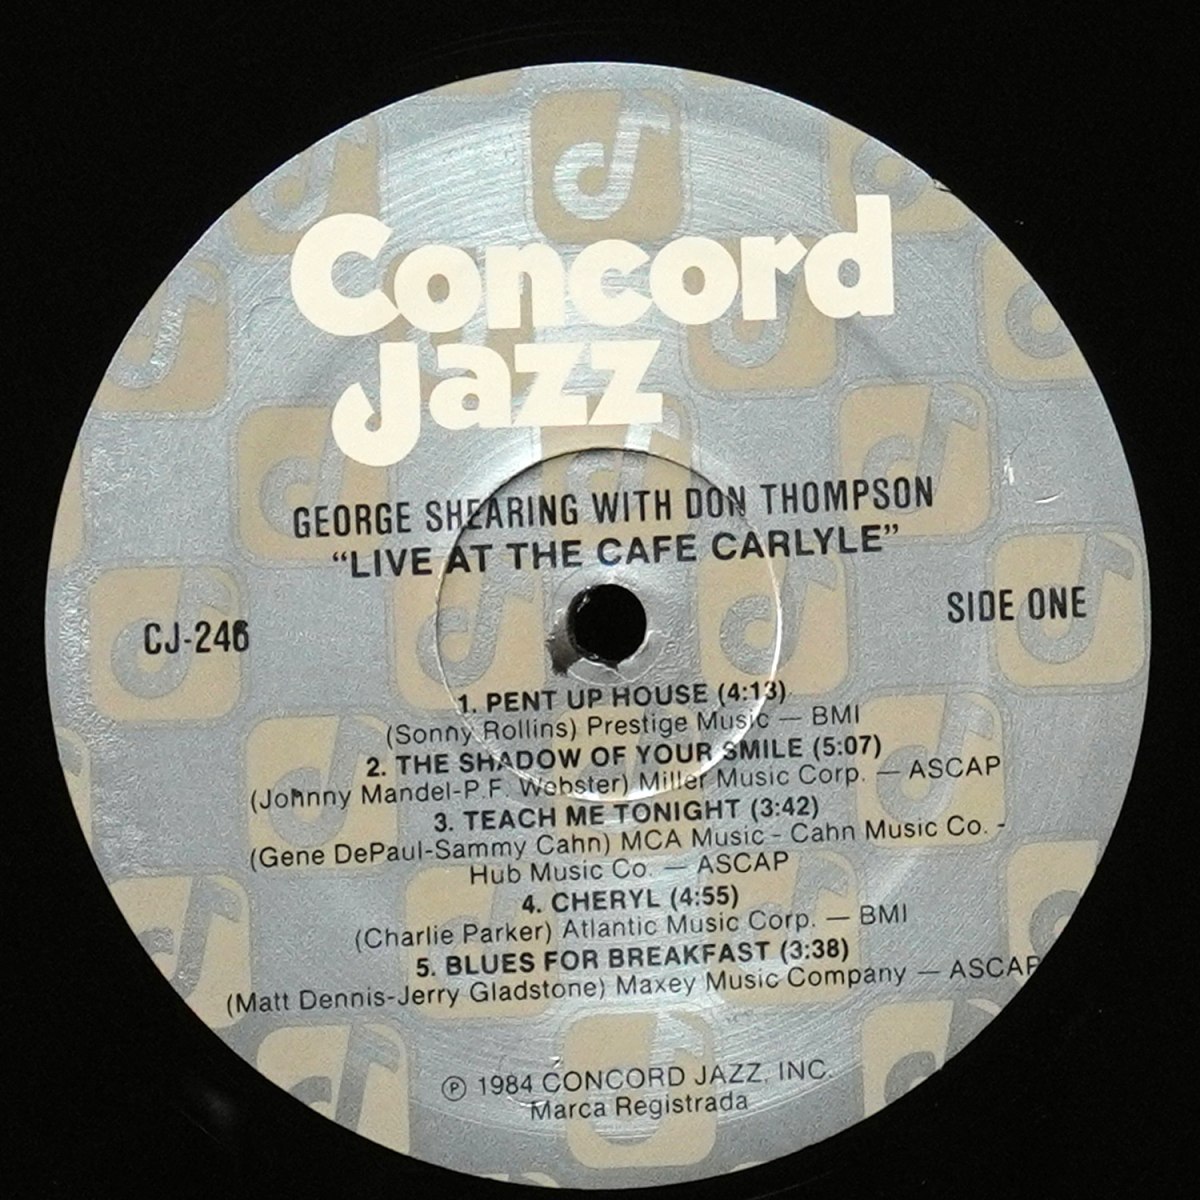 Concord
Jazz
GEORGE SHEARING WITH DON THOMPSON
“LIVE AT THE CAFE CARLYLE”
CJ-246
SIDE ONE
1. PENT UP HOUSE (4:13)
(Sonny Rollins) Prestige Music — BMI
2. THE SHADOW OF YOUR SMILE (5:07)
(Johnny Mandel-P.F. Webster) Miller Music Corp. — ASCAP
3. TEACH ME TONIGHT (3:42)
(Gene DePaul-Sammy Cahn) MCA Music - Cahn Music Co. -
Hub Music Co. — ASCAP
4. CHERYL (4:55)
(Charlie Parker) Atlantic Music Corp. — BMI
5. BLUES FOR BREAKFAST (3:38)
(Matt Dennis-Jerry Gladstone) Maxey Music Company — ASCAP
℗ 1984 CONCORD JAZZ, INC.
Marca Registrada